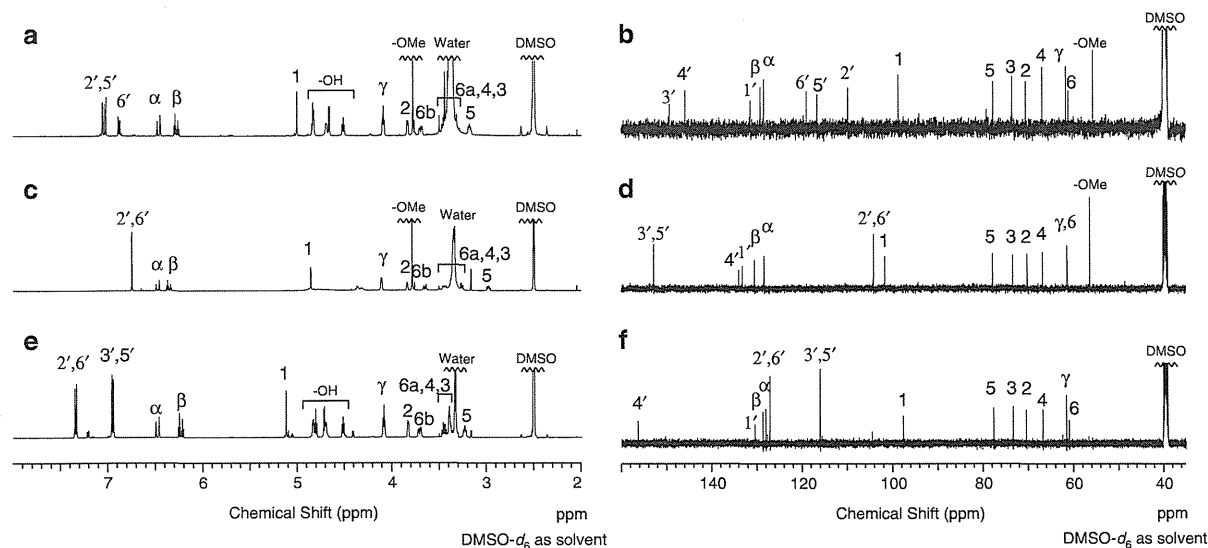 a
-OMe
Water
DMSO
2′,5′
6′
α
β
1
-OH
γ
2
6b
6a,4,3
5
b
DMSO
-OMe
3′
4′
1′
β
α
6′
5′
2′
1
5
3
2
4
γ
6
c
-OMe
Water
DMSO
2′,6′
α
β
1
γ
2
6b
6a,4,3
5
d
DMSO
-OMe
3′,5′
4′
1′
β
α
2′,6′
1
5
3
2
4
γ,6
e
Water
DMSO
2′,6′
3′,5′
α
β
1
-OH
γ
2
6b
6a,4,3
5
f
DMSO
4′
1′
β
α
2′,6′
3′,5′
1
5
3
2
4
γ
6
7 6 5 4 3 2
Chemical Shift (ppm) ppm
DMSO-d6 as solvent
140 120 100 80 60 40
Chemical Shift (ppm) ppm
DMSO-d6 as solvent